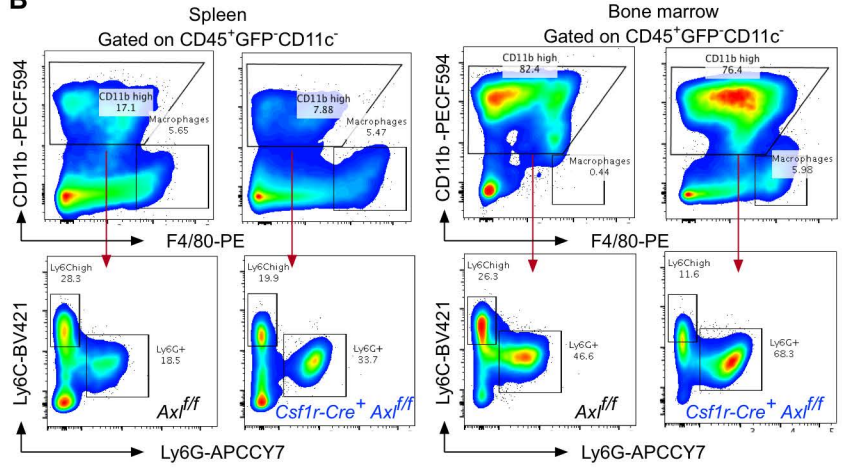 B
Spleen
Gated on CD45⁺GFP⁻CD11c⁻
Bone marrow
Gated on CD45⁺GFP⁻CD11c⁻
CD11b -PECF594
CD11b high
17.1
Macrophages
5.65
CD11b high
7.88
Macrophages
5.47
F4/80-PE
CD11b -PECF594
CD11b high
82.4
Macrophages
0.44
CD11b high
76.4
Macrophages
5.98
F4/80-PE
Ly6C-BV421
Ly6Chigh
28.3
Ly6G+
18.5
Axl^f/f
Ly6Chigh
19.9
Ly6G+
33.7
Csf1r-Cre⁺ Axl^f/f
Ly6G-APCCY7
Ly6C-BV421
Ly6CHigh
26.3
Ly6G+
46.6
Axl^f/f
Ly6Chigh
11.6
Ly6G+
68.3
Csf1r-Cre⁺ Axl^f/f
Ly6G-APCCY7